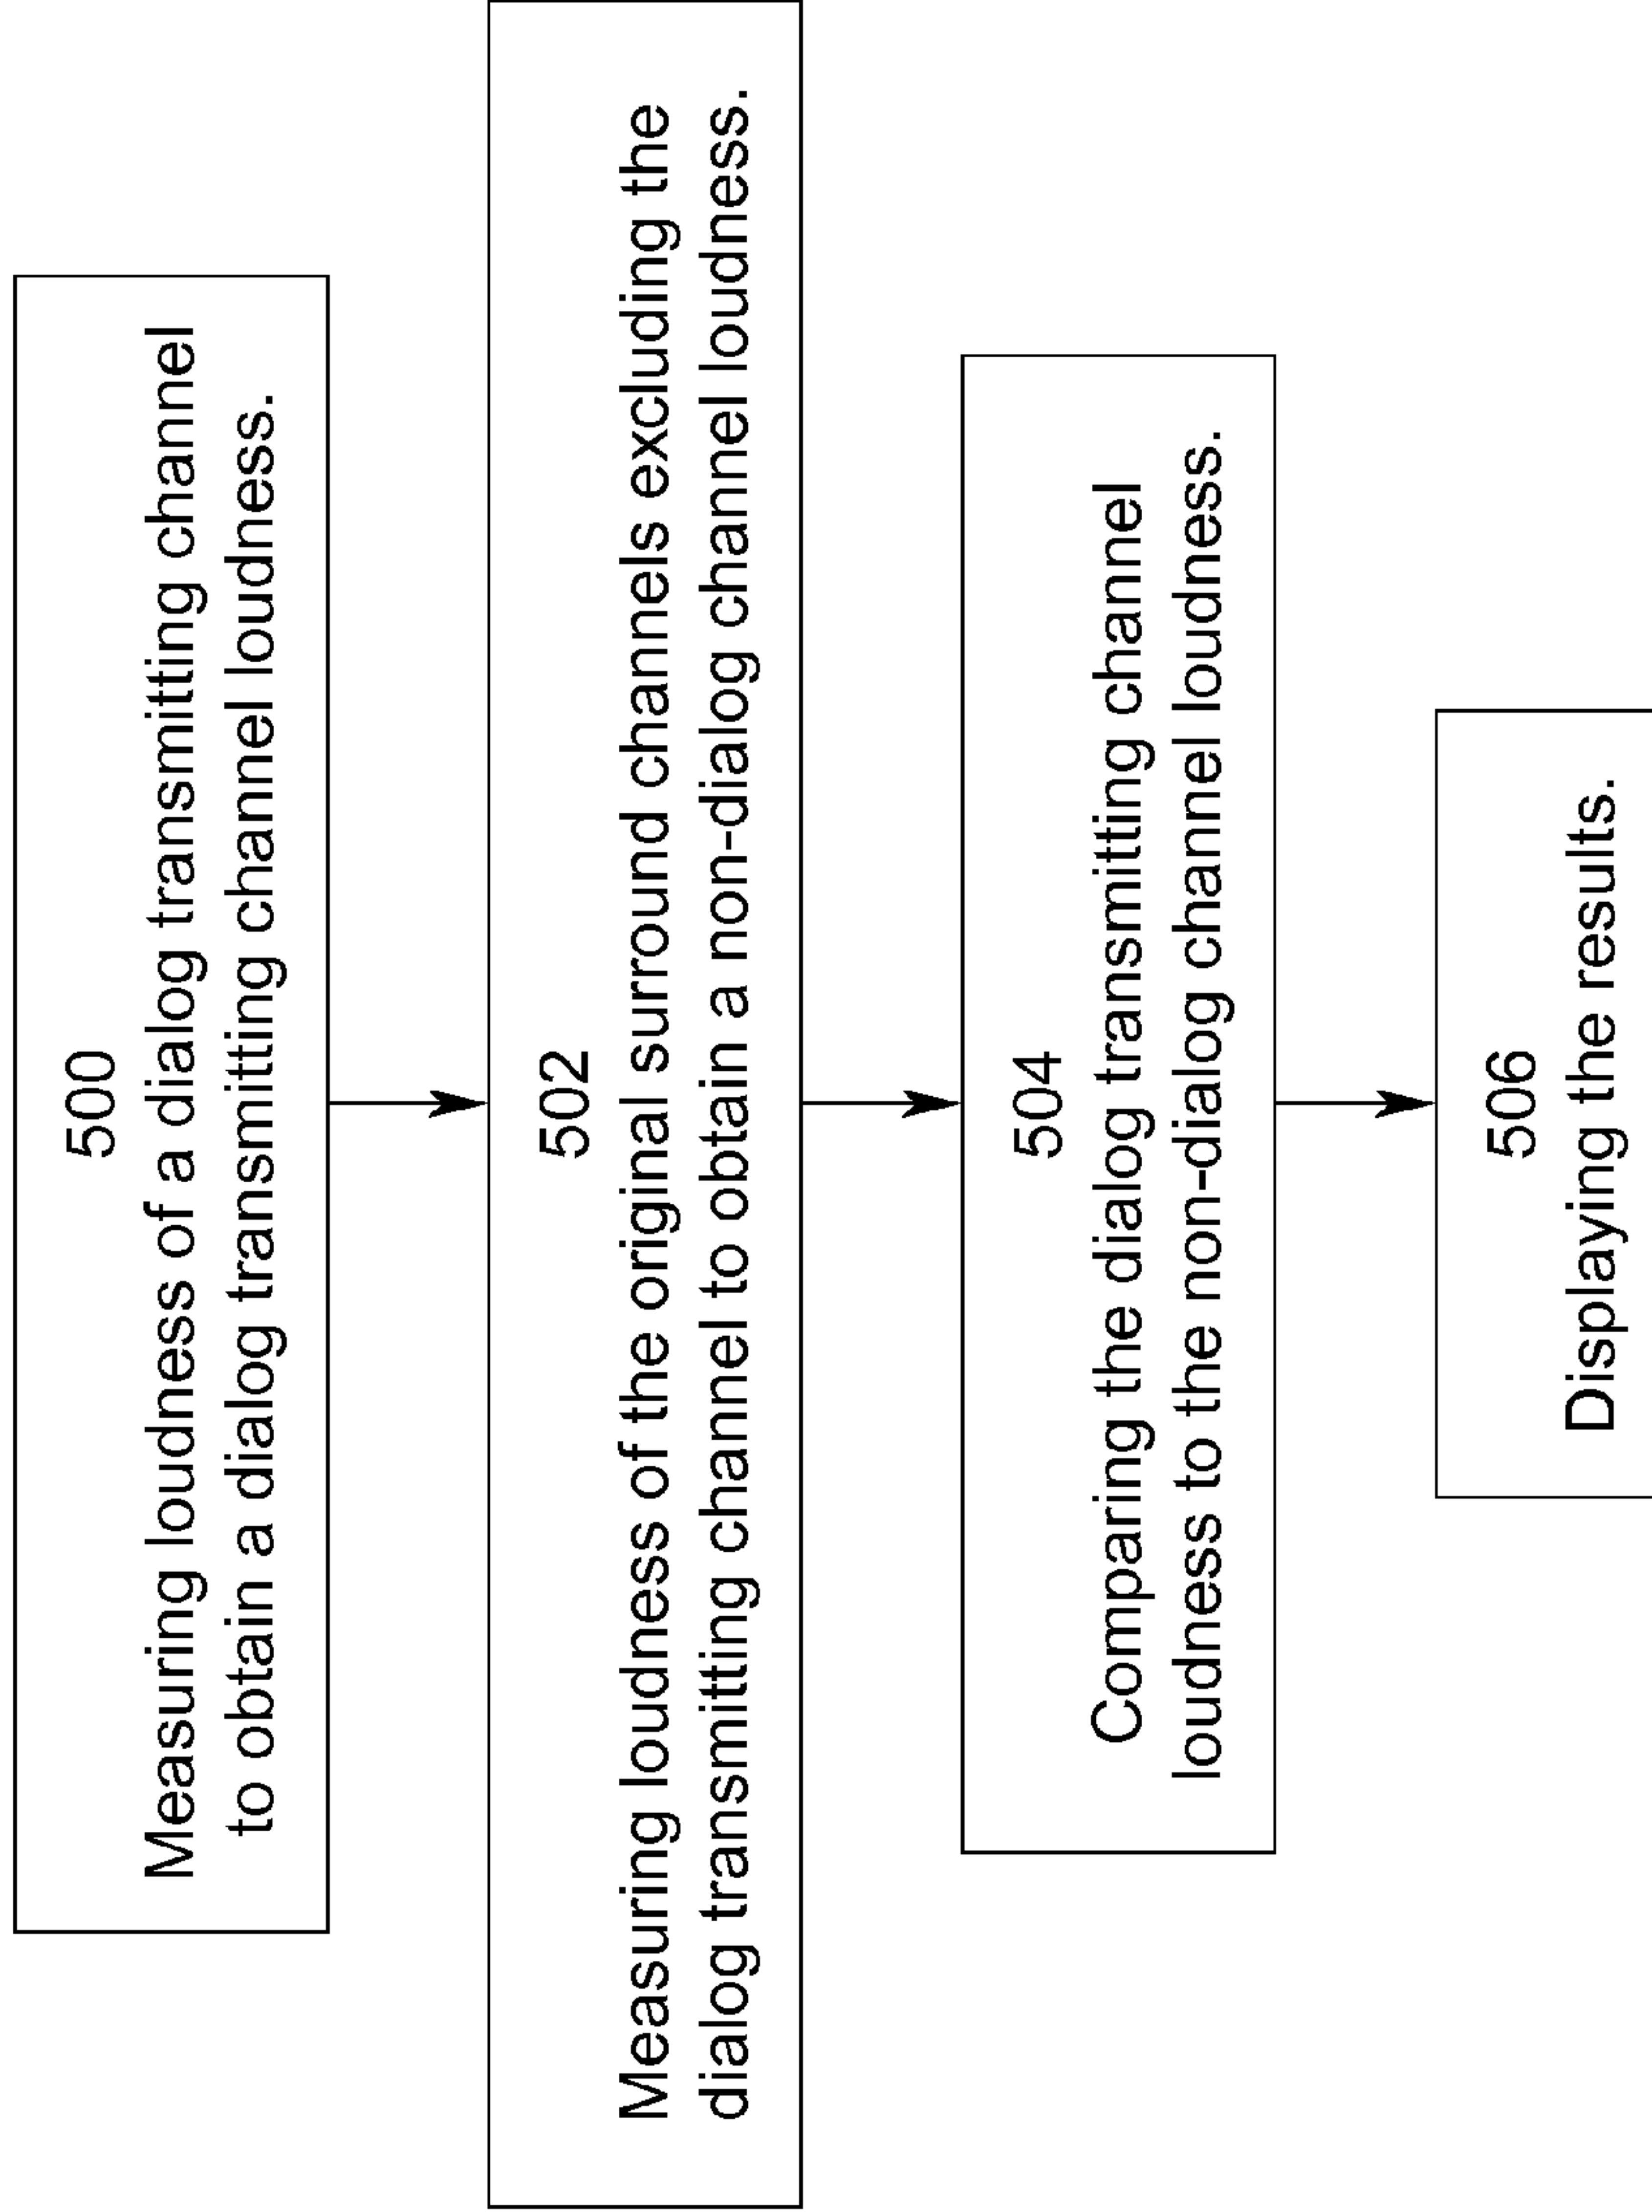 500
Measuring loudness of a dialog transmitting channel
to obtain a dialog transmitting channel loudness.
502
Measuring loudness of the original surround channels excluding the
dialog transmitting channel to obtain a non-dialog channel loudness.
504
Comparing the dialog transmitting channel
loudness to the non-dialog channel loudness.
506
Displaying the results.